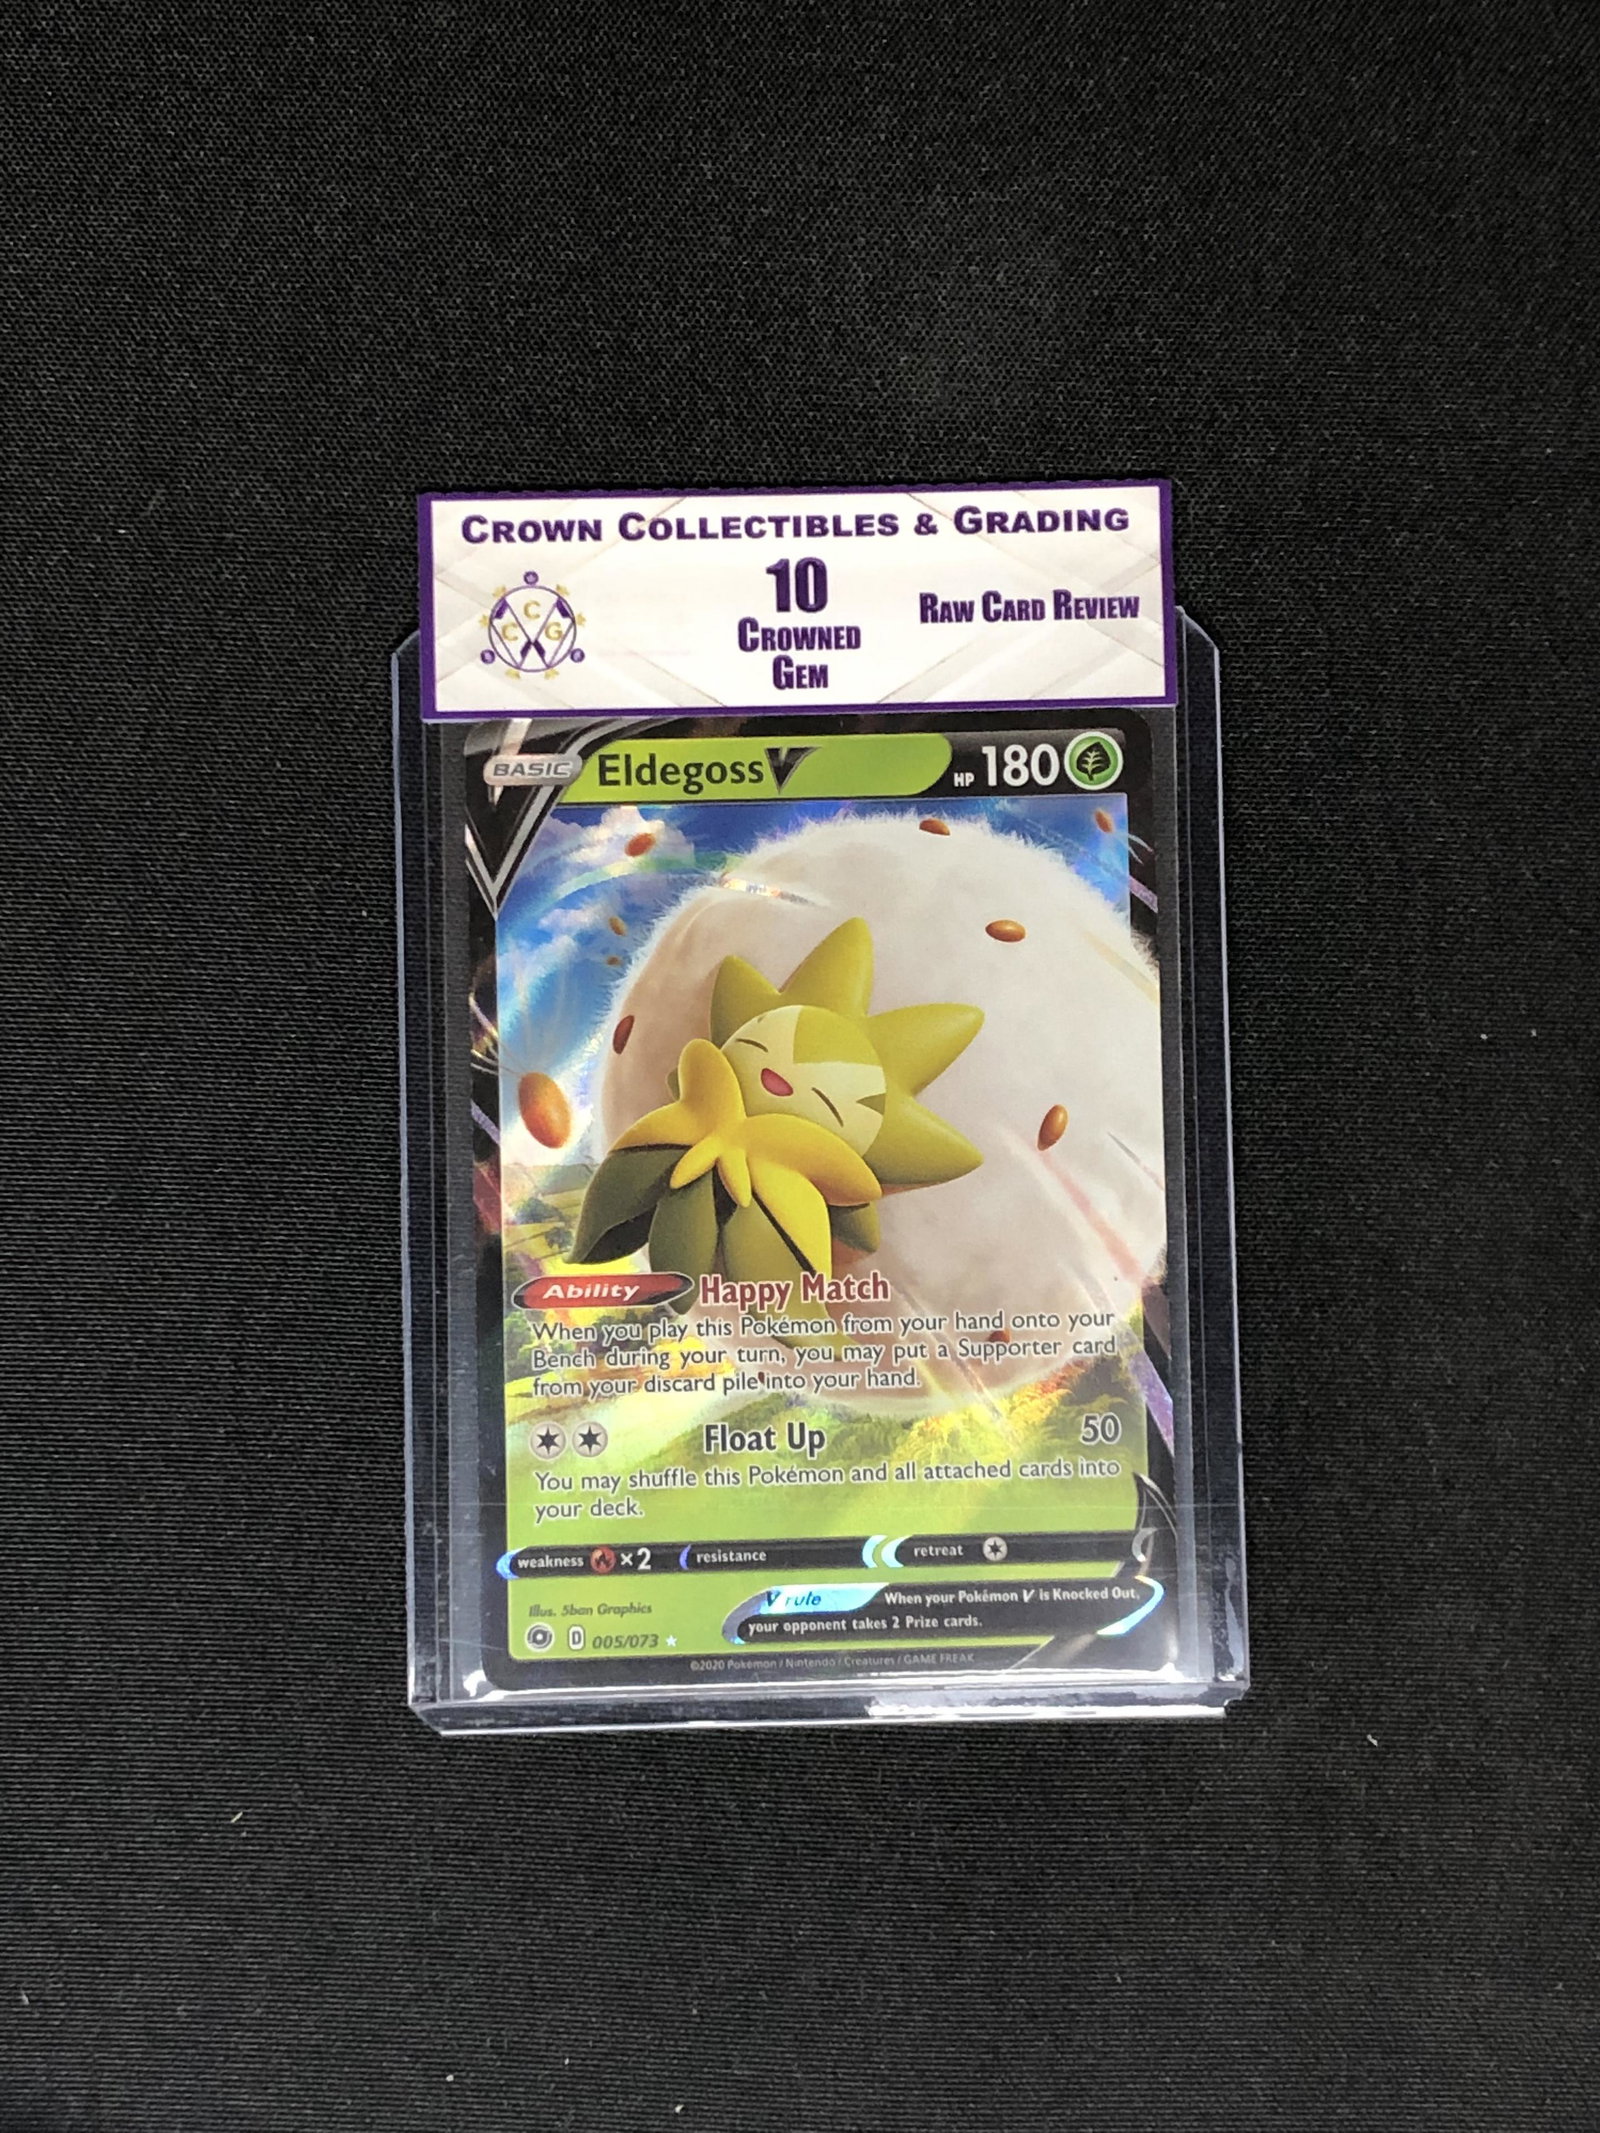 CROWN COLLECTIBLES & GRADING
C
C G
10
CROWNED
GEM
RAW CARD REVIEW
BASIC
Eldegoss V
HP 180
Ability Happy Match
When you play this Pokémon from your hand onto your
Bench during your turn, you may put a Supporter card
from your discard pile into your hand.
Float Up 50
You may shuffle this Pokémon and all attached cards into
your deck.
weakness ×2 resistance retreat
V rule When your Pokémon V is Knocked Out,
your opponent takes 2 Prize cards.
Illus. 5ban Graphics
D 005/073
©2020 Pokémon / Nintendo / Creatures / GAME FREAK